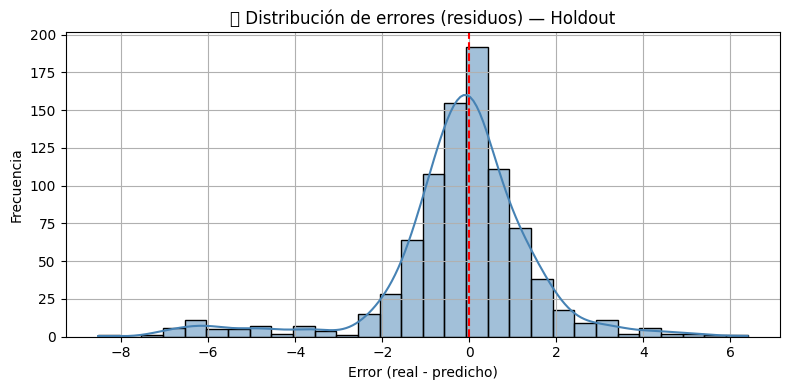 ▯ Distribución de errores (residuos) — Holdout
200
175
150
125
100
75
50
25
0
Frecuencia
−8 −6 −4 −2 0 2 4 6
Error (real - predicho)